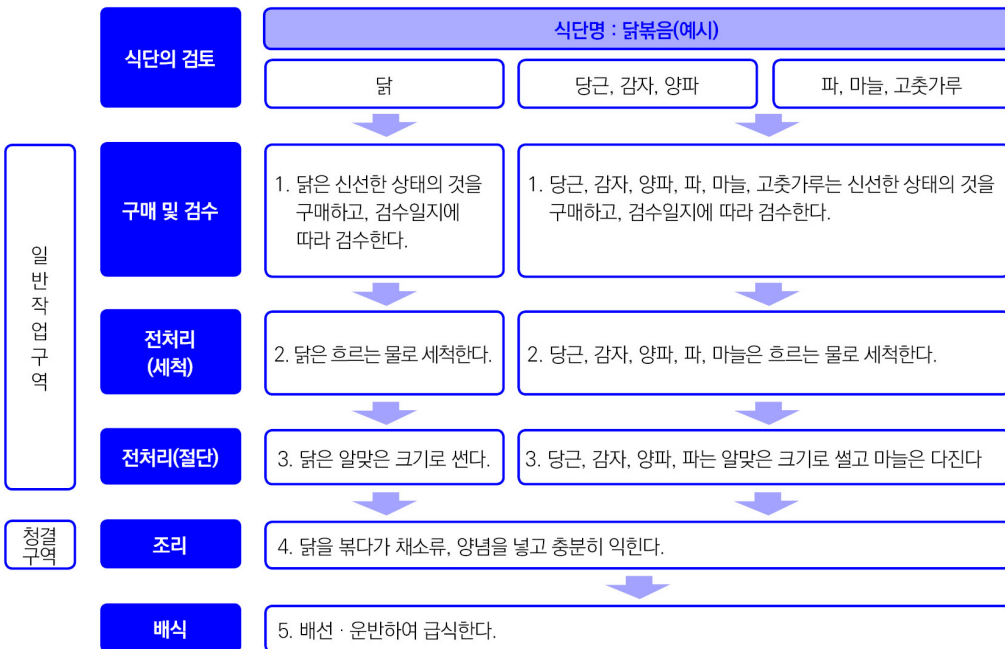 식단의 검토
식단명 : 닭볶음(예시)
닭
당근, 감자, 양파
파, 마늘, 고춧가루
일반작업구역
구매 및 검수
1. 닭은 신선한 상태의 것을
구매하고, 검수일지에
따라 검수한다.
1. 당근, 감자, 양파, 파, 마늘, 고춧가루는 신선한 상태의 것을
구매하고, 검수일지에 따라 검수한다.
전처리
(세척)
2. 닭은 흐르는 물로 세척한다.
2. 당근, 감자, 양파, 파, 마늘은 흐르는 물로 세척한다.
전처리(절단)
3. 닭은 알맞은 크기로 썬다.
3. 당근, 감자, 양파, 파는 알맞은 크기로 썰고 마늘은 다진다
청결
구역
조리
4. 닭을 볶다가 채소류, 양념을 넣고 충분히 익힌다.
배식
5. 배선 · 운반하여 급식한다.